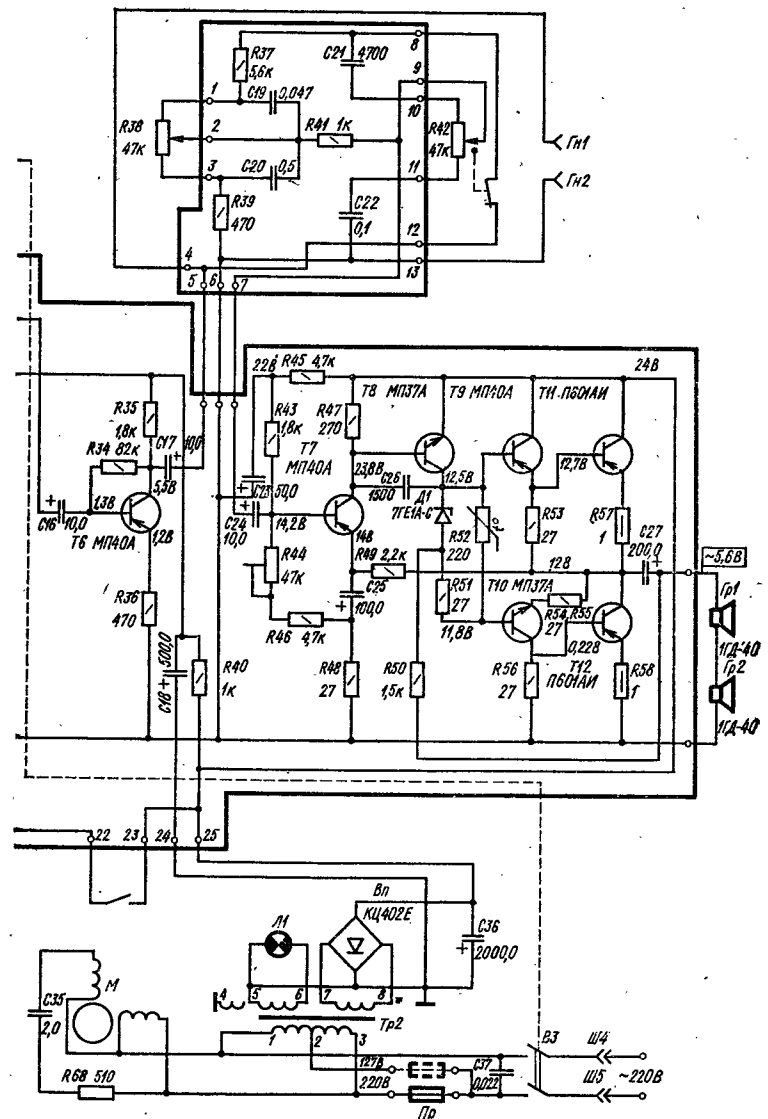 8
R37
5,6к
C21
4700
9
1
C19
0,047
10
R38
47к
2
R41 1к
R42
47к
Гн1
3
C20
0,5
11
Гн2
R39
470
C22
0,1
12
4
13
5
6
7
22В
R45 4,7к
24В
T8 МП37А
T9 МП40А
T11 П601АИ
R35
1,8к
C17
10,0
R43
1,8к
R47
270
T7
МП40А
R34 82к
5,5В
23,8В
C26
1500
12,5В
12,7В
C23
50,0
Д1
7ГЕ1А-С
1,3В
C16
10,0
C24
10,0
14,2В
14В
R52
220
t°
R53
27
R57
1
C27
200,0
T6 МП40А
1,2В
R49 2,2к
12В
~5,6В
R44
47к
C25
100,0
R51
27
T10 МП37А
Гр1
1ГД-40
R36
470
R46
4,7к
11,8В
R54, R55
27
0,22В
Гр2
1ГД-40
500,0
C18
R40
1к
R48
27
R50
1,5к
R56
27
T12
П601АИ
R58
1
22
23
24
25
Вп
КЦ402Е
Л1
C36
2000,0
М
C35
2,0
4
5
6
7
8
Тр2
1
2
3
В3
Ш4
127В
C37
0,022
Ш5
~220В
R68 510
220В
Пр